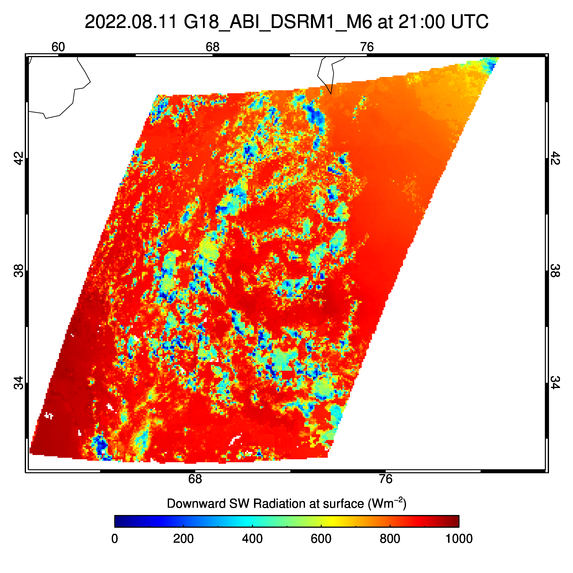 2022.08.11 G18_ABI_DSRM1_M6 at 21:00 UTC
60 68 76
42 42
38 38
34 34
68 76
Downward SW Radiation at surface (Wm−2)
0 200 400 600 800 1000